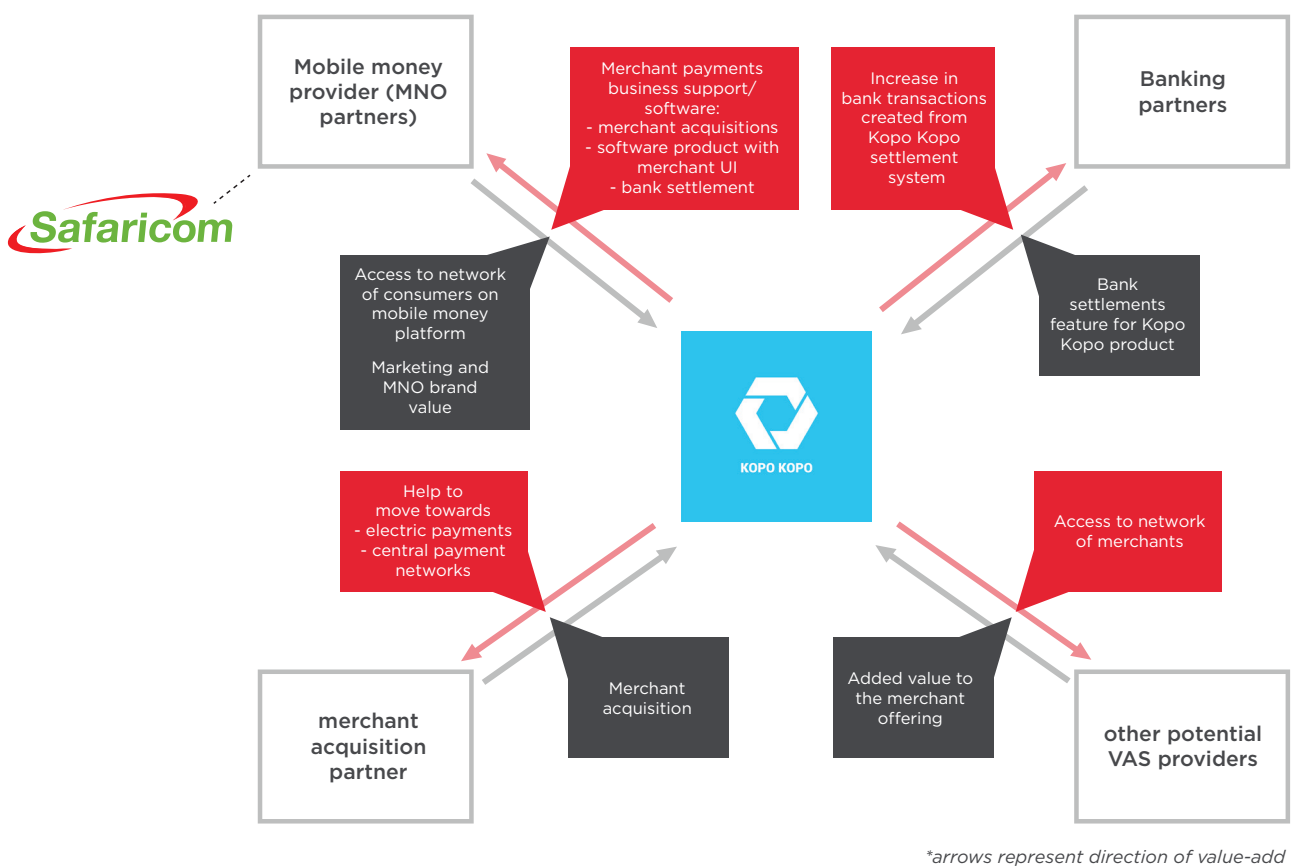 Mobile money
provider (MNO
partners)
Merchant payments
business support/
software:
- merchant acquisitions
- software product with
merchant UI
- bank settlement
Increase in
bank transactions
created from
Kopo Kopo
settlement
system
Banking
partners
Safaricom
Access to network
of consumers on
mobile money
platform
Marketing and
MNO brand
value
Bank
settlements
feature for Kopo
Kopo product
KOPO KOPO
Help to
move towards
- electric payments
- central payment
networks
Access to network
of merchants
merchant
acquisition
partner
Merchant
acquisition
Added value to
the merchant
offering
other potential
VAS providers
*arrows represent direction of value-add